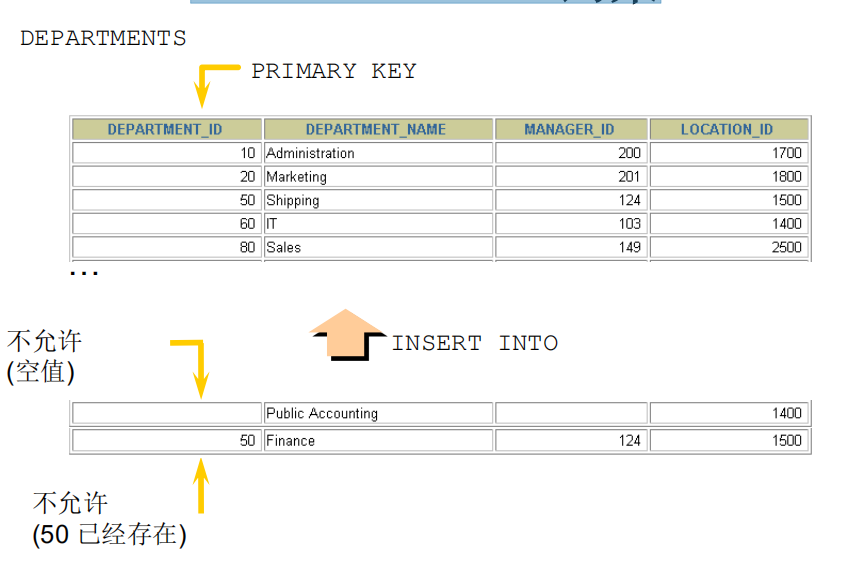 DEPARTMENTS
PRIMARY KEY
DEPARTMENT_ID DEPARTMENT_NAME MANAGER_ID LOCATION_ID
10 Administration 200 1700
20 Marketing 201 1800
50 Shipping 124 1500
60 IT 103 1400
80 Sales 149 2500
...
不允许
(空值)
INSERT INTO
Public Accounting 1400
50 Finance 124 1500
不允许
(50 已经存在)